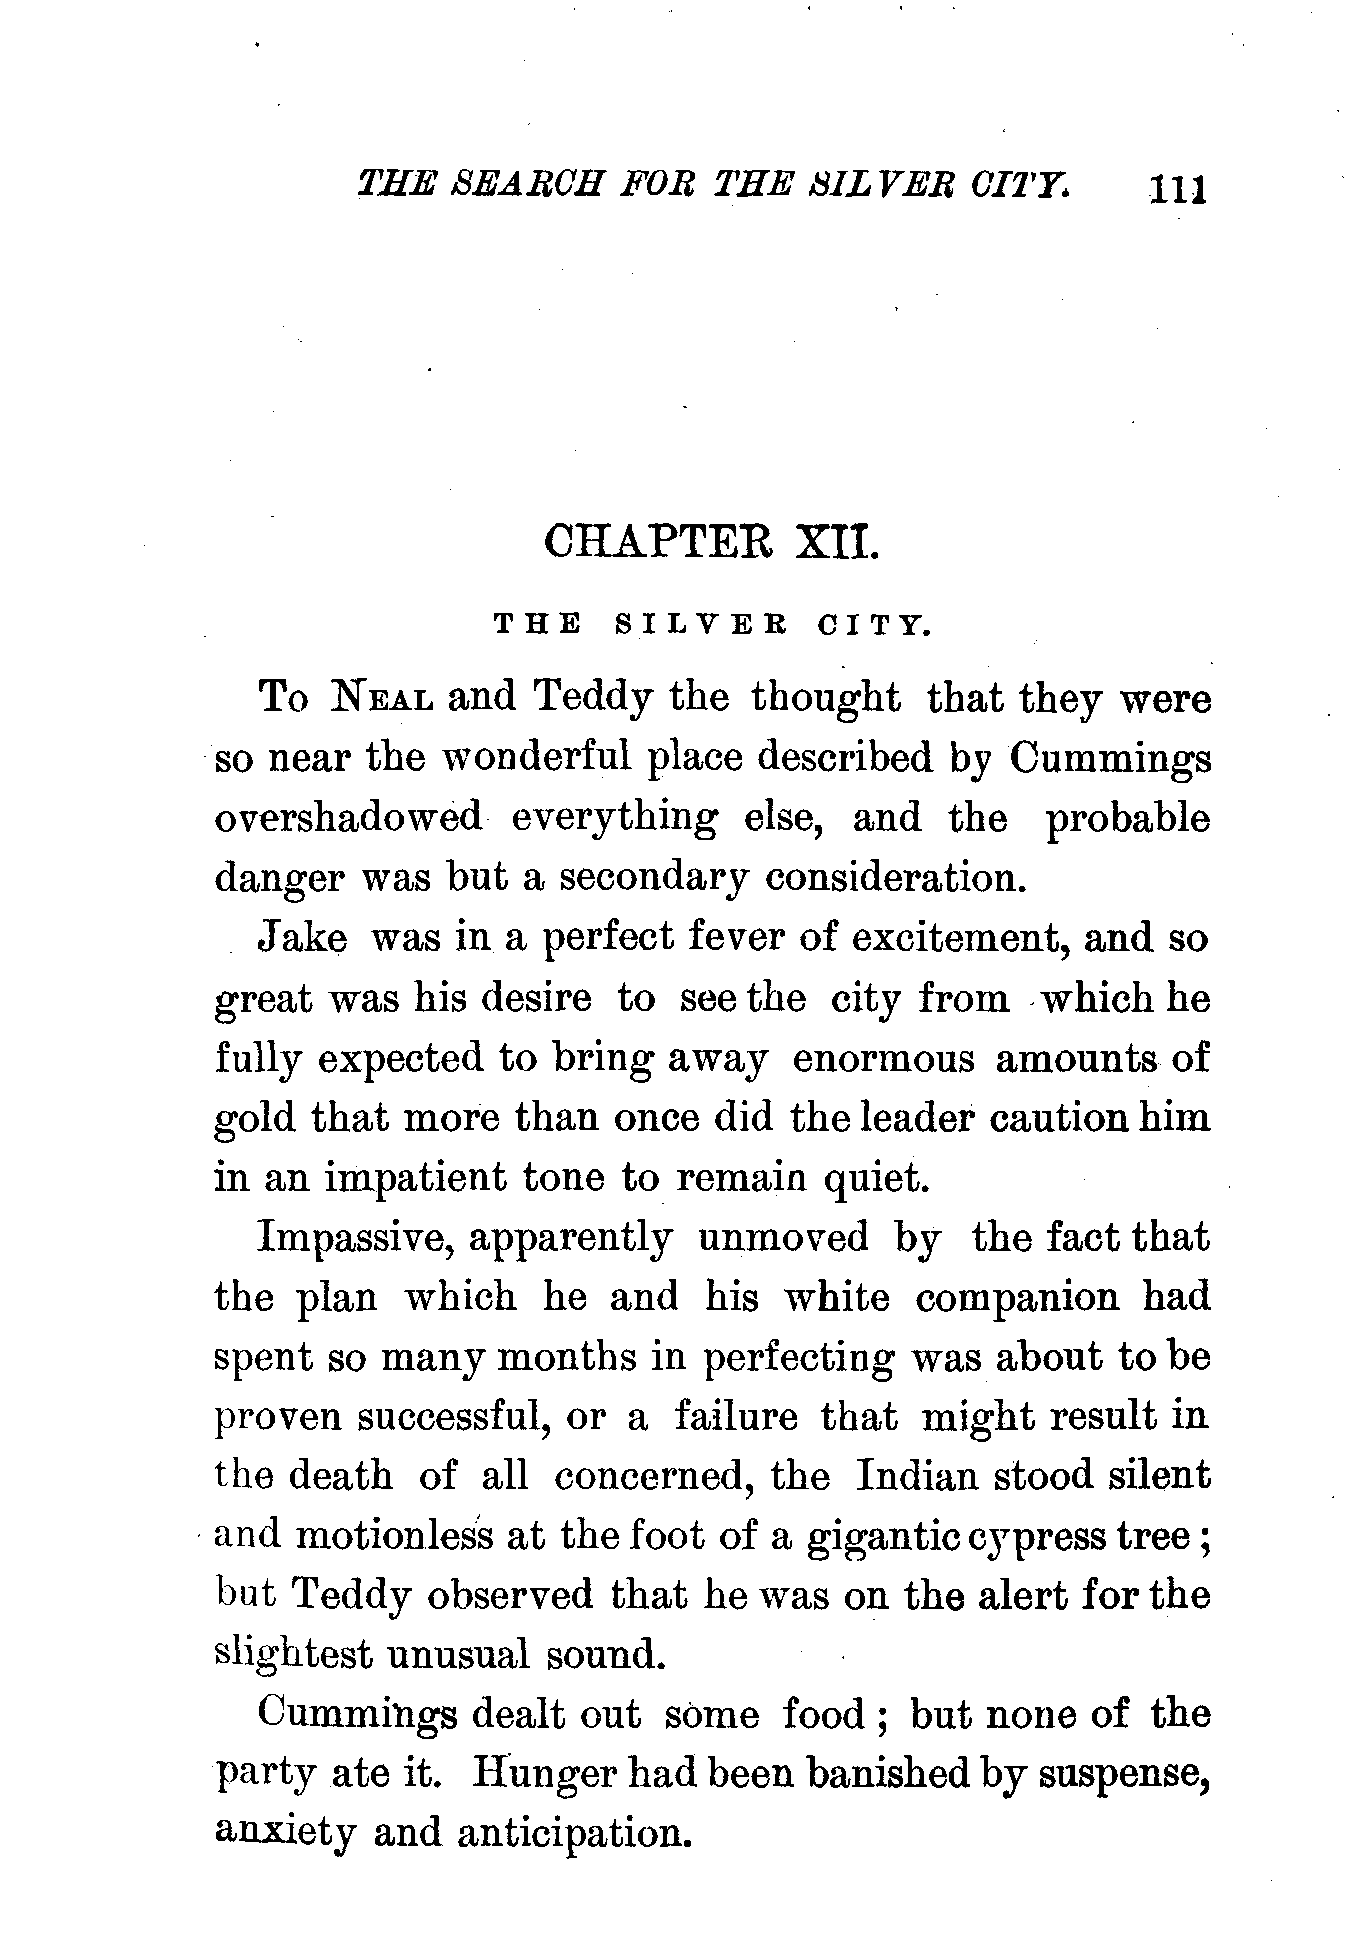 THE SEARCH FOR THE SILVER CITY. 111
CHAPTER XII.
THE SILVER CITY.
To Neal and Teddy the thought that they were
so near the wonderful place described by Cummings
overshadowed everything else, and the probable
danger was but a secondary consideration.
Jake was in a perfect fever of excitement, and so
great was his desire to see the city from which he
fully expected to bring away enormous amounts of
gold that more than once did the leader caution him
in an impatient tone to remain quiet.
Impassive, apparently unmoved by the fact that
the plan which he and his white companion had
spent so many months in perfecting was about to be
proven successful, or a failure that might result in
the death of all concerned, the Indian stood silent
and motionless at the foot of a gigantic cypress tree;
but Teddy observed that he was on the alert for the
slightest unusual sound.
Cummings dealt out some food; but none of the
party ate it. Hunger had been banished by suspense,
anxiety and anticipation.